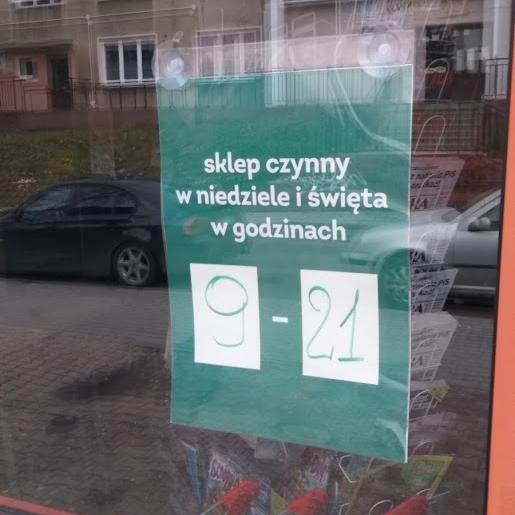 sklep czynny
w niedziele i święta
w godzinach
9 - 21